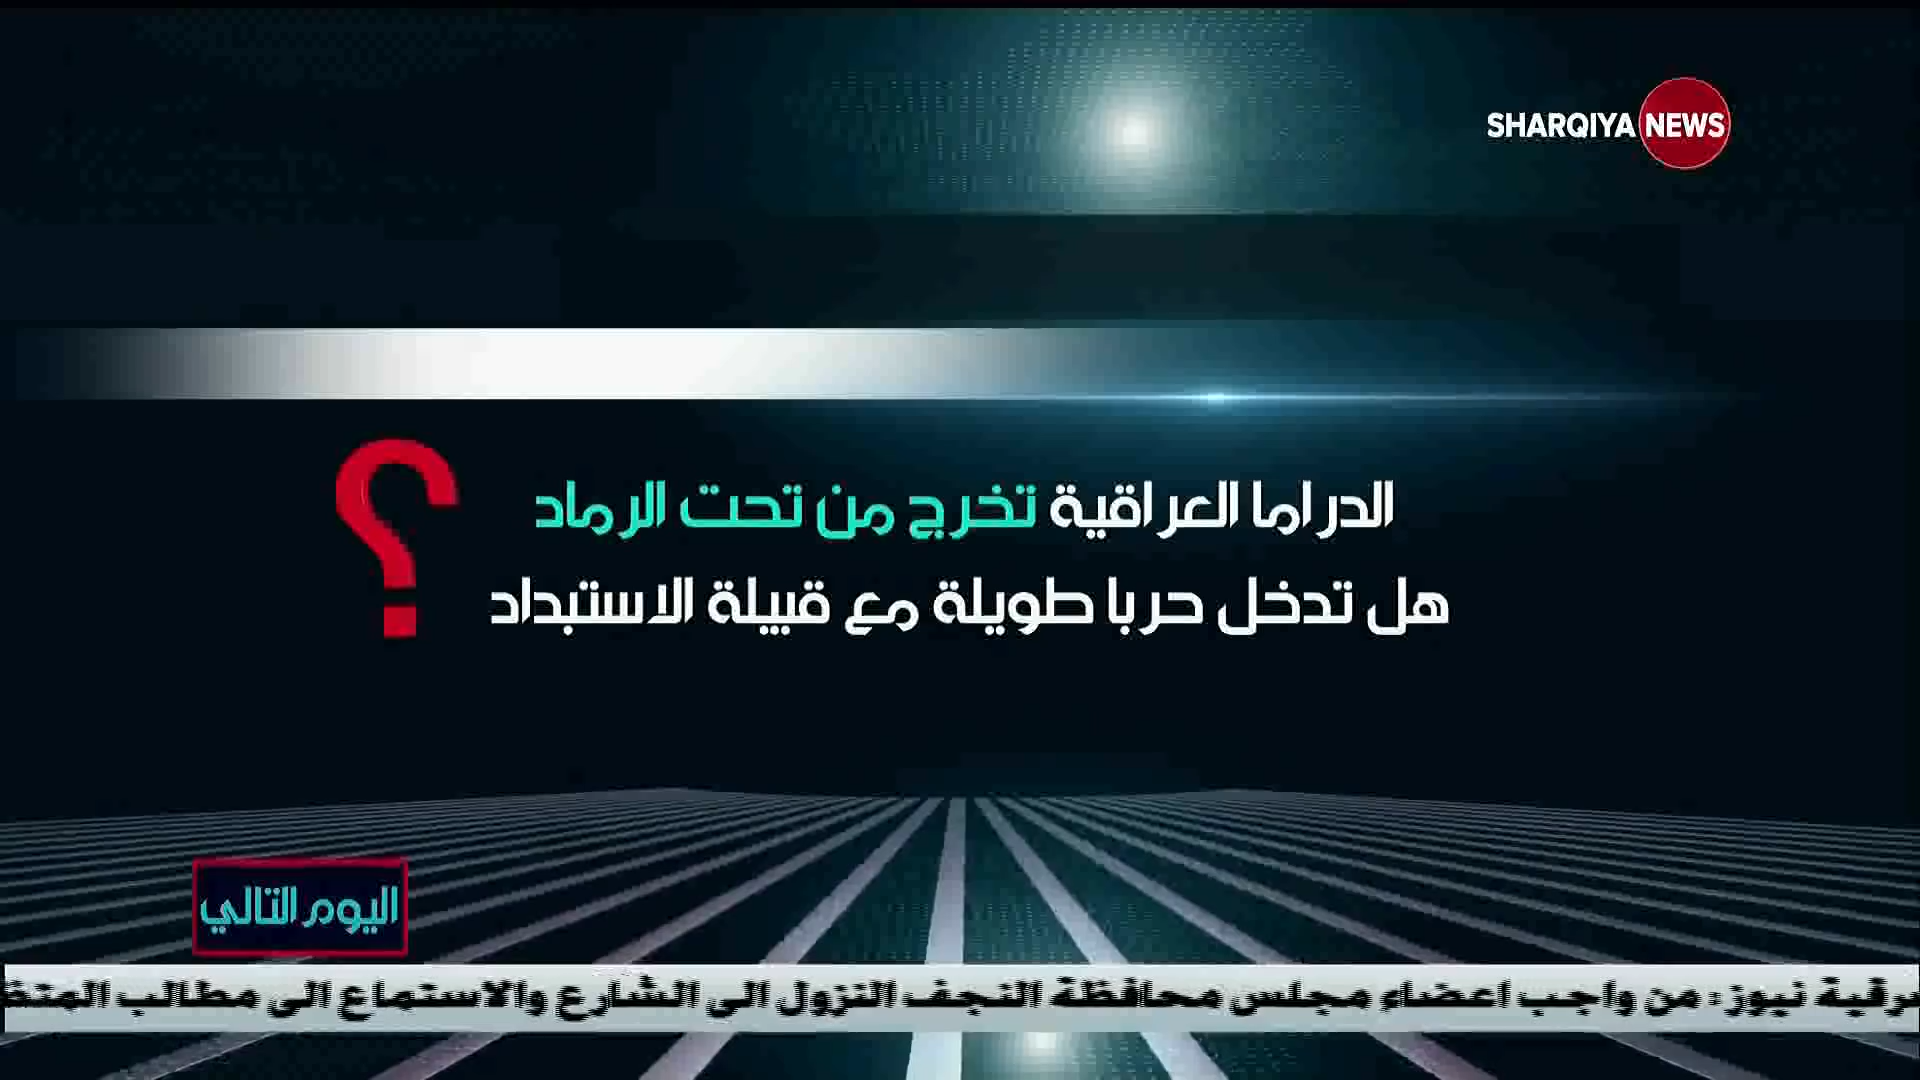 SHARQIYA NEWS
الدراما العراقية تخرج من تحت الرماد
هل تدخل حربا طويلة مع قبيلة الاستبداد
؟
اليوم التالي
نيوز: من واجب اعضاء مجلس محافظة النجف النزول الى الشارع والاستماع الى مطالب